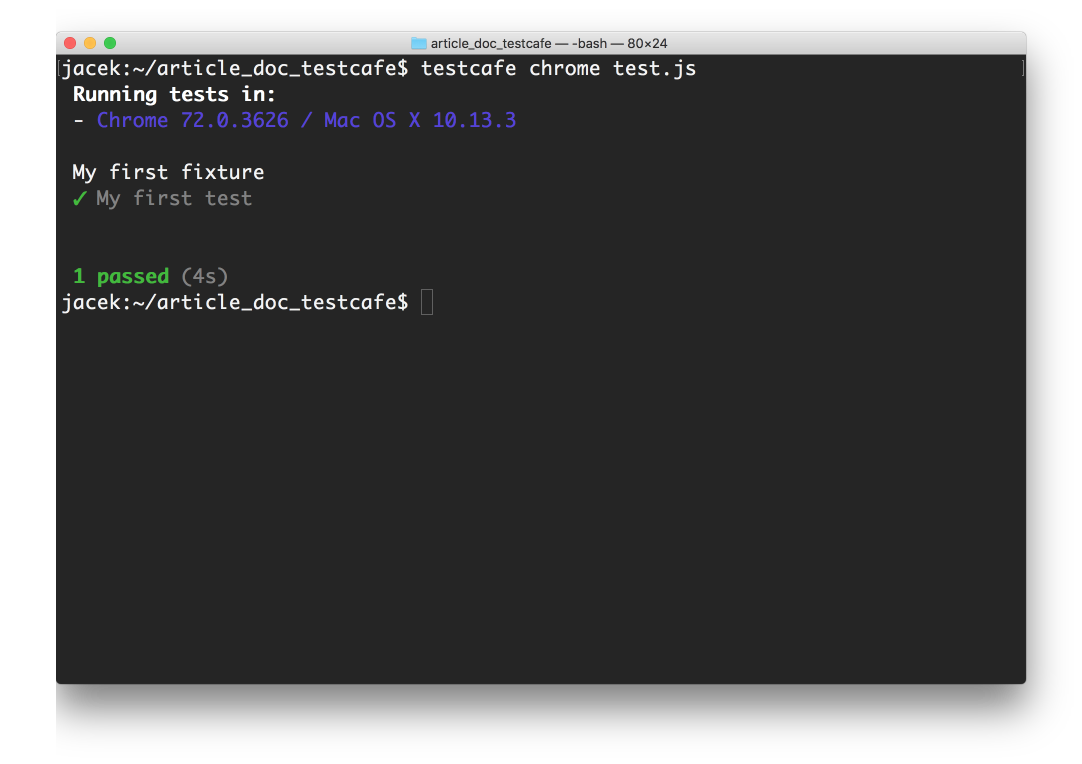 article_doc_testcafe — -bash — 80×24
jacek:~/article_doc_testcafe$ testcafe chrome test.js
Running tests in:
- Chrome 72.0.3626 / Mac OS X 10.13.3
My first fixture
✓ My first test
1 passed (4s)
jacek:~/article_doc_testcafe$